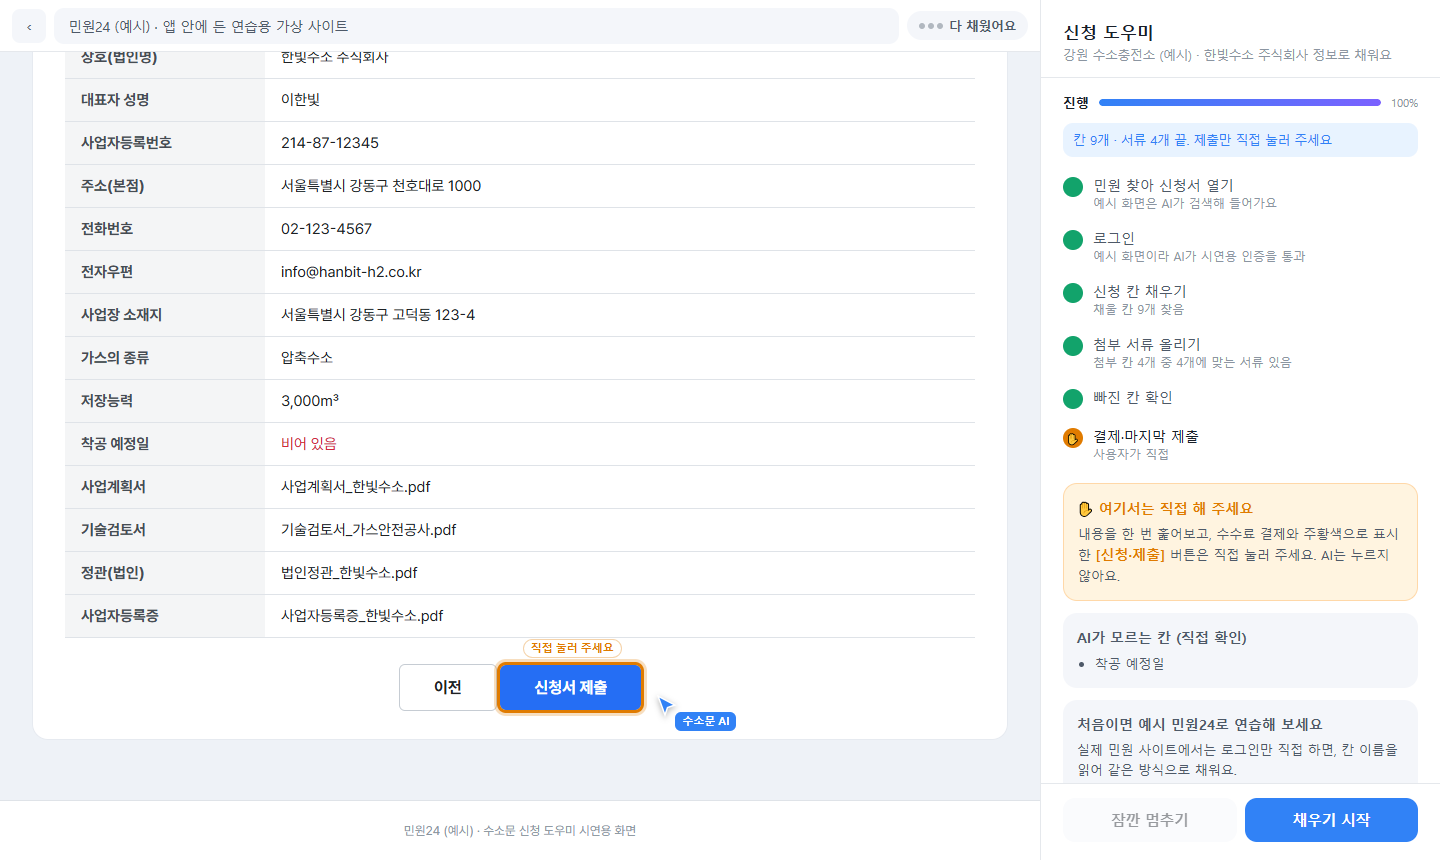 ‹
민원24 (예시) · 앱 안에 든 연습용 가상 사이트
다 채웠어요
상호(법인명)
한빛수소 주식회사
대표자 성명
이한빛
사업자등록번호
214-87-12345
주소(본점)
서울특별시 강동구 천호대로 1000
전화번호
02-123-4567
전자우편
info@hanbit-h2.co.kr
사업장 소재지
서울특별시 강동구 고덕동 123-4
가스의 종류
압축수소
저장능력
3,000m³
착공 예정일
비어 있음
사업계획서
사업계획서_한빛수소.pdf
기술검토서
기술검토서_가스안전공사.pdf
정관(법인)
법인정관_한빛수소.pdf
사업자등록증
사업자등록증_한빛수소.pdf
직접 눌러 주세요
이전
신청서 제출
수소문 AI
민원24 (예시) · 수소문 신청 도우미 시연용 화면
신청 도우미
강원 수소충전소 (예시) · 한빛수소 주식회사 정보로 채워요
진행
100%
칸 9개 · 서류 4개 끝. 제출만 직접 눌러 주세요
민원 찾아 신청서 열기
예시 화면은 AI가 검색해 들어가요
로그인
예시 화면이라 AI가 시연용 인증을 통과
신청 칸 채우기
채울 칸 9개 찾음
첨부 서류 올리기
첨부 칸 4개 중 4개에 맞는 서류 있음
빠진 칸 확인
결제·마지막 제출
사용자가 직접
✋ 여기서는 직접 해 주세요
내용을 한 번 훑어보고, 수수료 결제와 주황색으로 표시
한 [신청·제출] 버튼은 직접 눌러 주세요. AI는 누르지
않아요.
AI가 모르는 칸 (직접 확인)
• 착공 예정일
처음이면 예시 민원24로 연습해 보세요
실제 민원 사이트에서는 로그인만 직접 하면, 칸 이름을
읽어 같은 방식으로 채워요.
잠깐 멈추기
채우기 시작